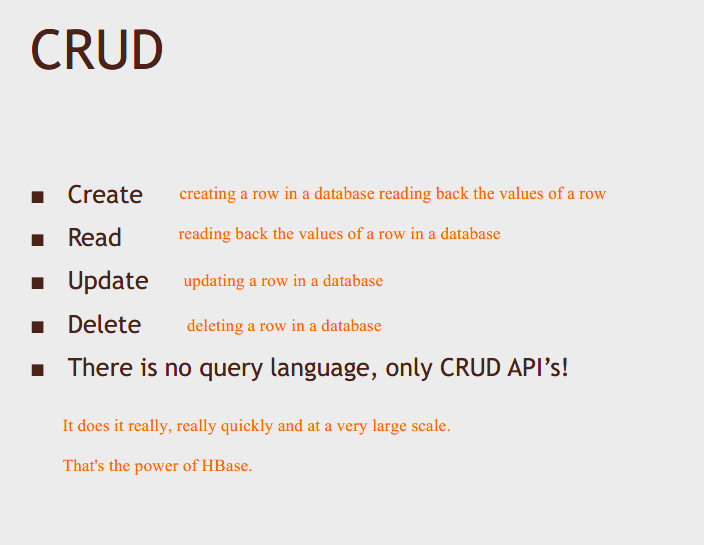 CRUD
■ Create creating a row in a database reading back the values of a row
■ Read reading back the values of a row in a database
■ Update updating a row in a database
■ Delete deleting a row in a database
■ There is no query language, only CRUD API’s!
It does it really, really quickly and at a very large scale.
That's the power of HBase.